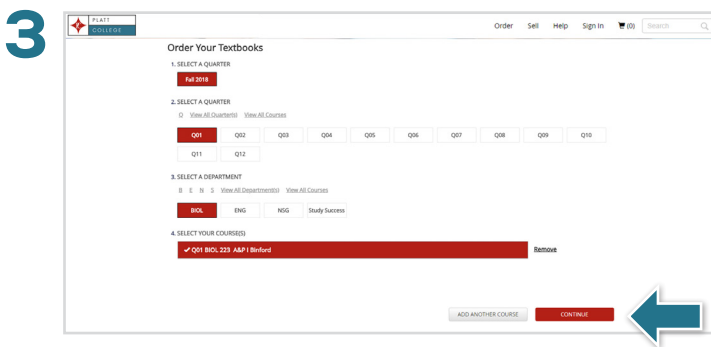 3
PLATT
COLLEGE
Order Sell Help Sign In (0) Search
Order Your Textbooks
1. SELECT A QUARTER
Fall 2018
2. SELECT A QUARTER
Q View All Quarter(s) View All Courses
Q01 Q02 Q03 Q04 Q05 Q06 Q07 Q08 Q09 Q10
Q11 Q12
3. SELECT A DEPARTMENT
B E N S View All Department(s) View All Courses
BIOL ENG NSG Study Success
4. SELECT YOUR COURSE(S)
✔ Q01 BIOL 223 A&P I Binford Remove
ADD ANOTHER COURSE CONTINUE